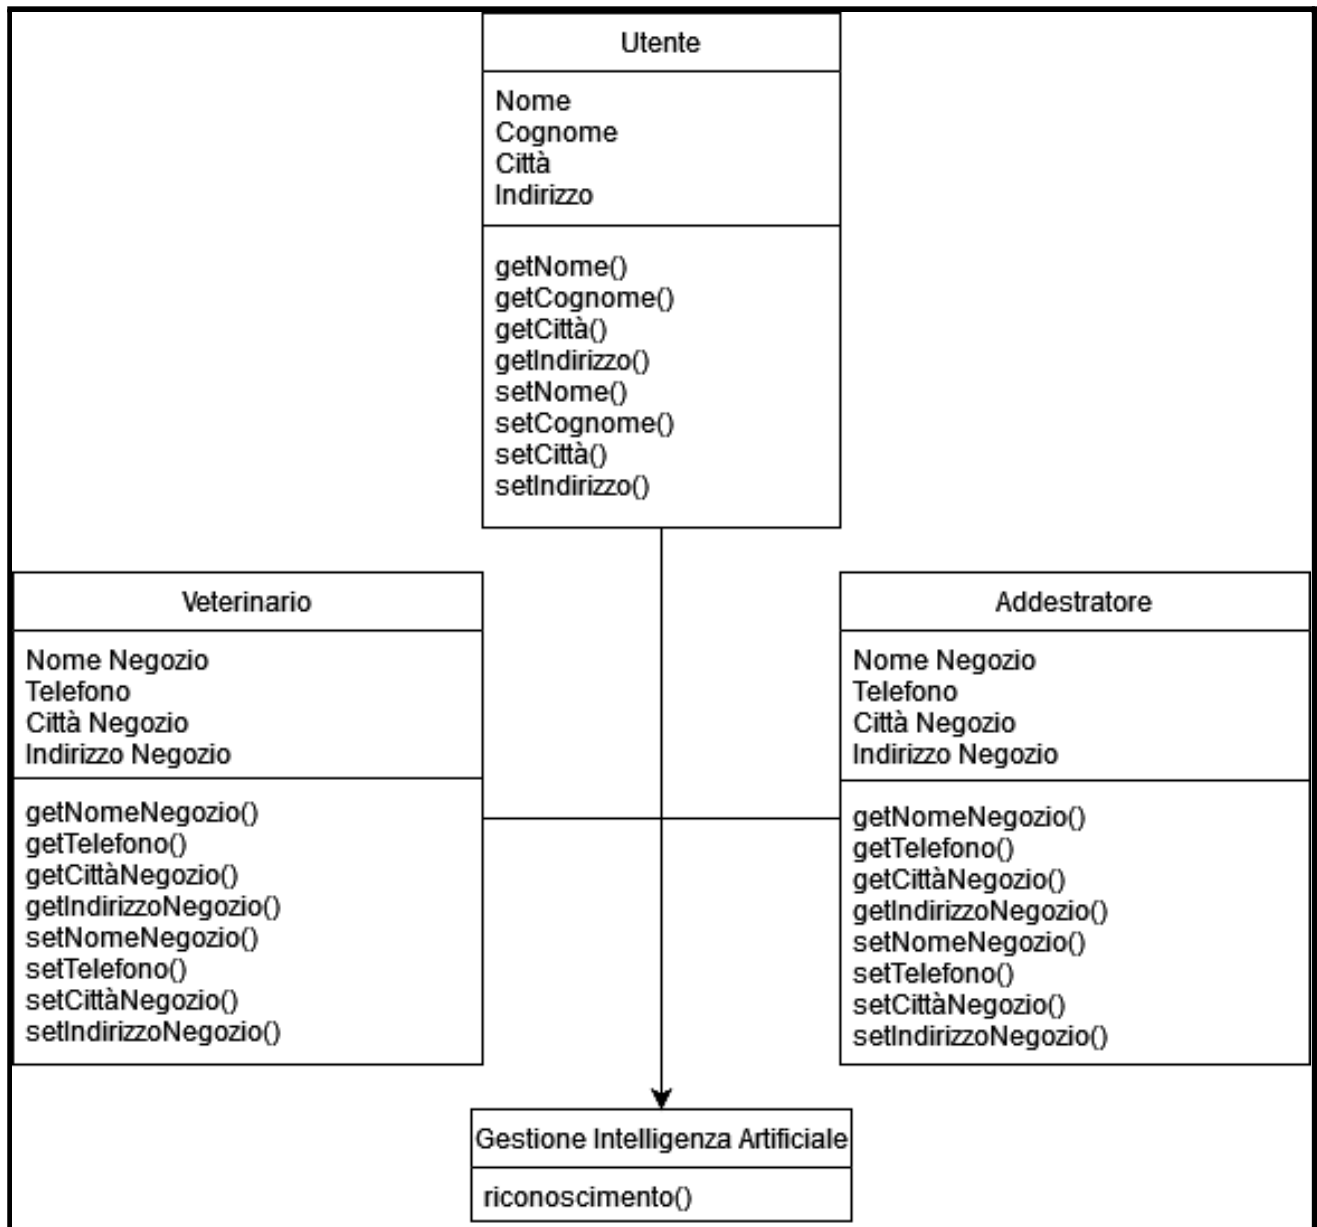 Utente
Nome
Cognome
Città
Indirizzo
getNome()
getCognome()
getCittà()
getIndirizzo()
setNome()
setCognome()
setCittà()
setIndirizzo()
Veterinario
Nome Negozio
Telefono
Città Negozio
Indirizzo Negozio
getNomeNegozio()
getTelefono()
getCittàNegozio()
getIndirizzoNegozio()
setNomeNegozio()
setTelefono()
setCittàNegozio()
setIndirizzoNegozio()
Addestratore
Nome Negozio
Telefono
Città Negozio
Indirizzo Negozio
getNomeNegozio()
getTelefono()
getCittàNegozio()
getIndirizzoNegozio()
setNomeNegozio()
setTelefono()
setCittàNegozio()
setIndirizzoNegozio()
Gestione Intelligenza Artificiale
riconoscimento()